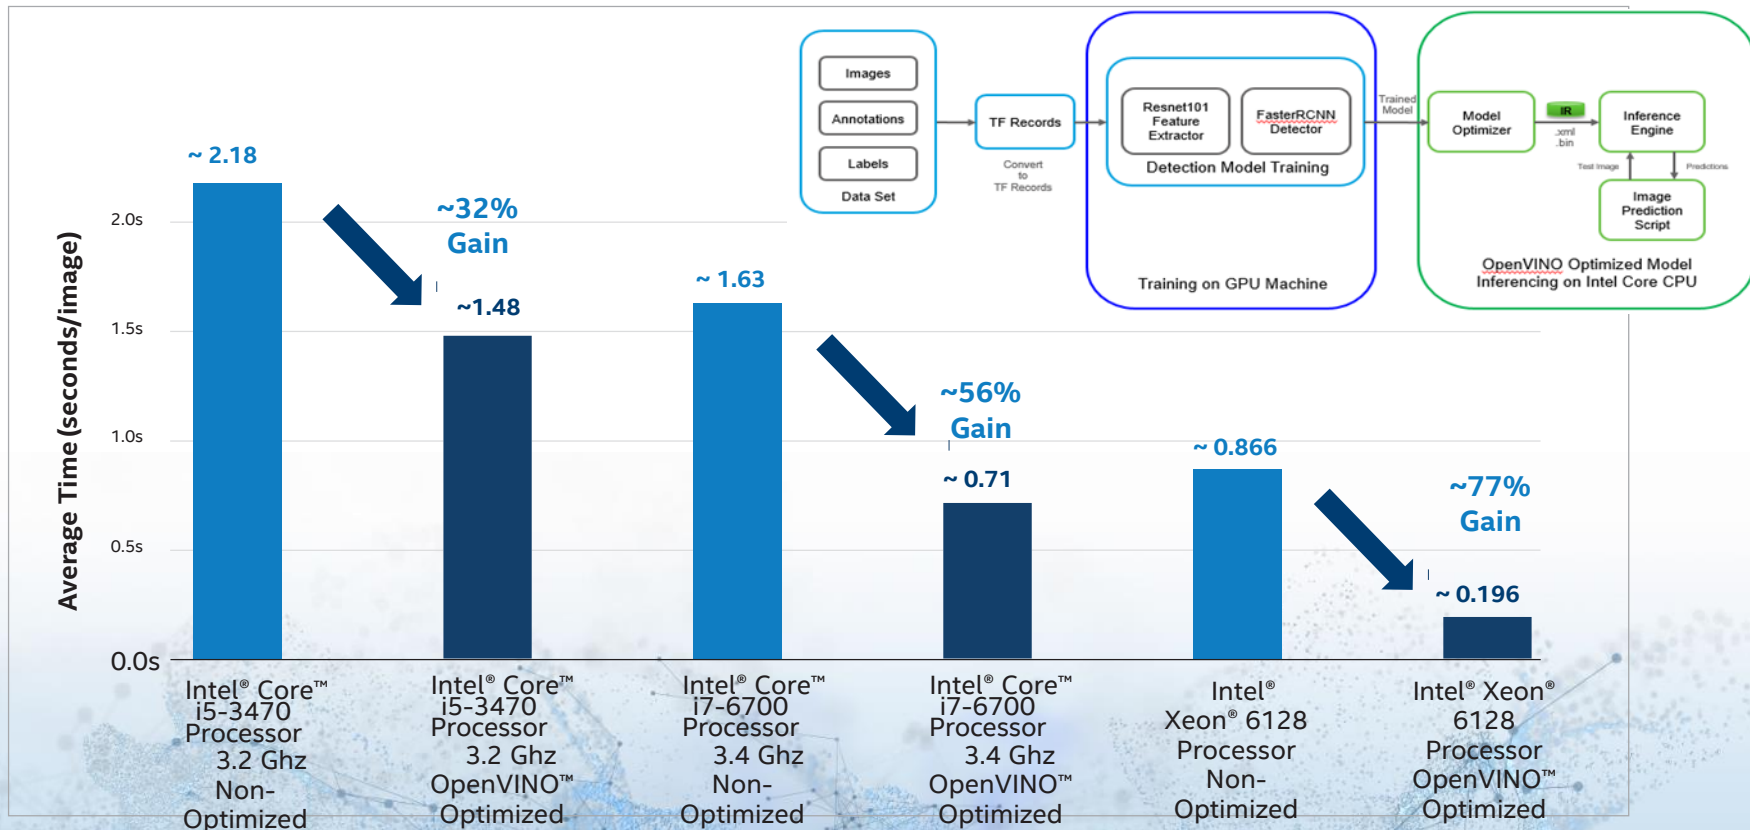 Images
Annotations
Labels
Data Set
TF Records
Convert
to
TF Records
Resnet101
Feature
Extractor
FasterRCNN
Detector
Detection Model Training
Training on GPU Machine
Trained
Model
Model
Optimizer
IR
.xml
.bin
Inference
Engine
Test Image
Predictions
Image
Prediction
Script
OpenVINO Optimized Model
Inferencing on Intel Core CPU
Average Time (seconds/image)
2.0s
1.5s
1.0s
0.5s
0.0s
~ 2.18
~32%
Gain
~1.48
~ 1.63
~56%
Gain
~ 0.71
~ 0.866
~77%
Gain
~ 0.196
Intel® Core™
i5-3470
Processor
3.2 Ghz
Non-
Optimized
Intel® Core™
i5-3470
Processor
3.2 Ghz
OpenVINO™
Optimized
Intel® Core™
i7-6700
Processor
3.4 Ghz
Non-
Optimized
Intel® Core™
i7-6700
Processor
3.4 Ghz
OpenVINO™
Optimized
Intel®
Xeon® 6128
Processor
Non-
Optimized
Intel® Xeon®
6128
Processor
OpenVINO™
Optimized